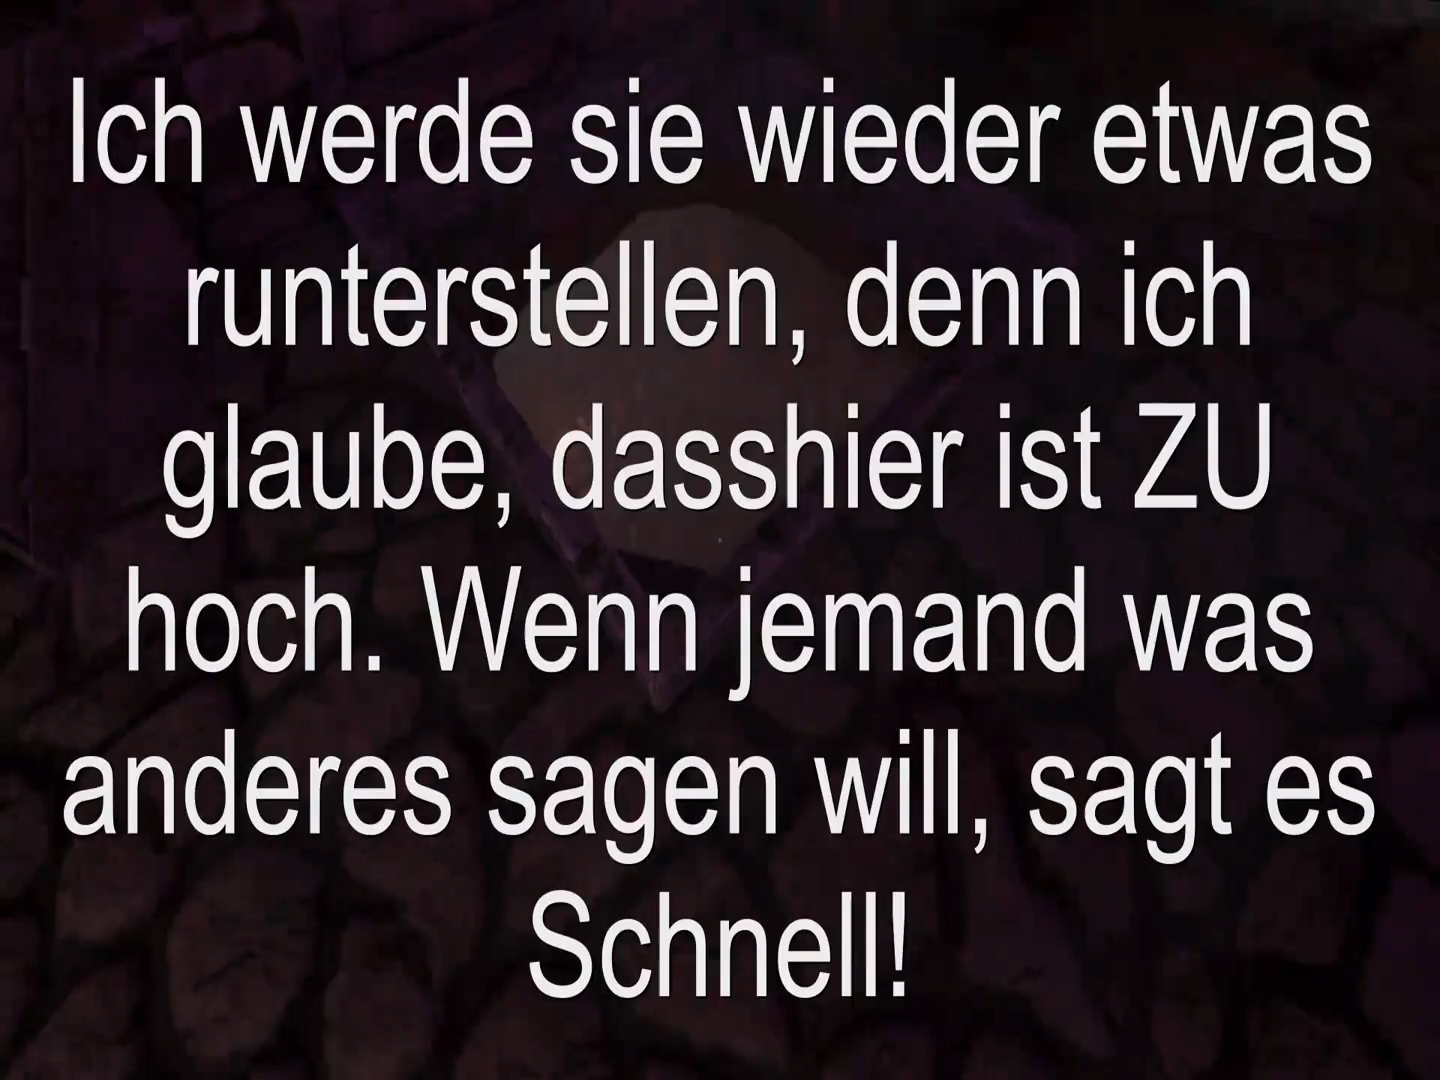 Ich werde sie wieder etwas
runterstellen, denn ich
glaube, dasshier ist ZU
hoch. Wenn jemand was
anderes sagen will, sagt es
Schnell!